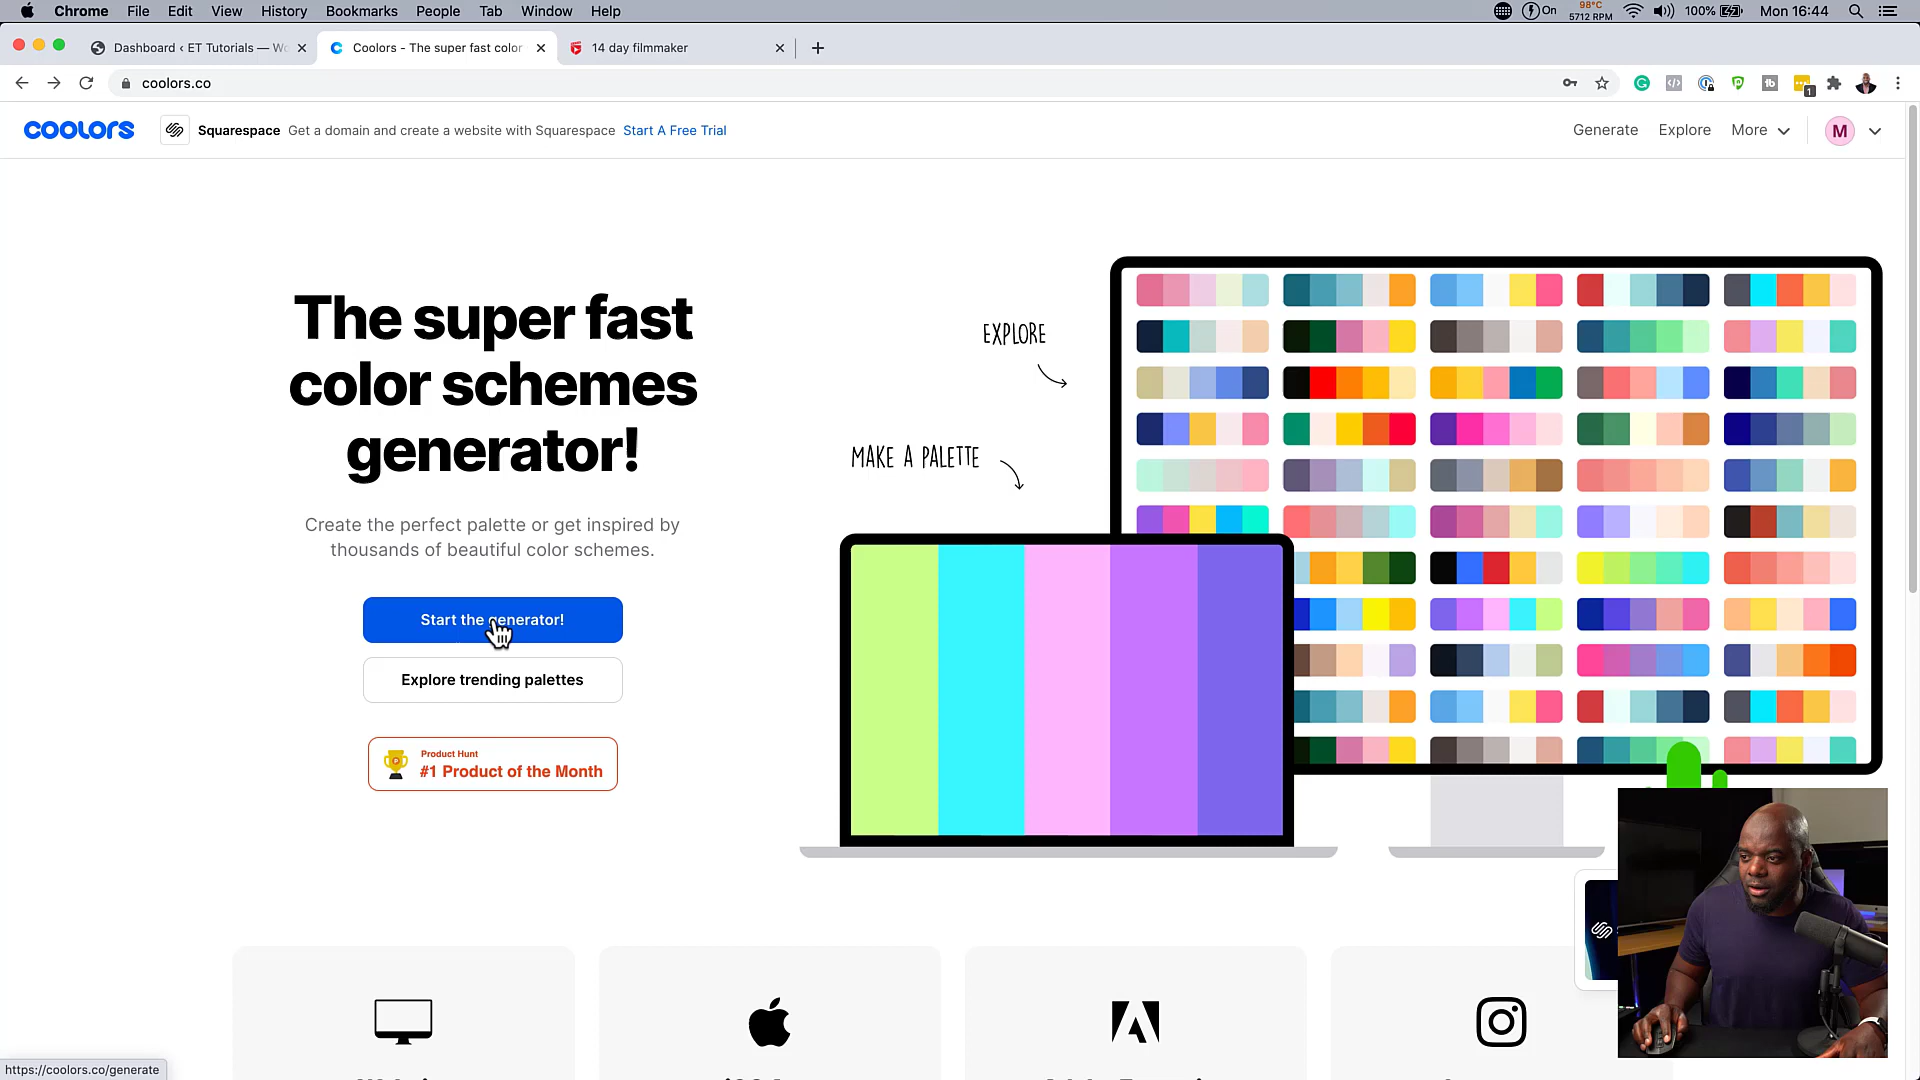 Chrome File Edit View History Bookmarks People Tab Window Help
On 98°C 5712 RPM 100% Mon 16:44
Dashboard ‹ ET Tutorials — Wo
Coolors - The super fast color
14 day filmmaker
coolors.co
1
coolors
Squarespace Get a domain and create a website with Squarespace Start A Free Trial
Generate Explore More M
The super fast
color schemes
generator!
Create the perfect palette or get inspired by
thousands of beautiful color schemes.
Start the generator!
Explore trending palettes
Product Hunt
#1 Product of the Month
EXPLORE
MAKE A PALETTE
https://coolors.co/generate